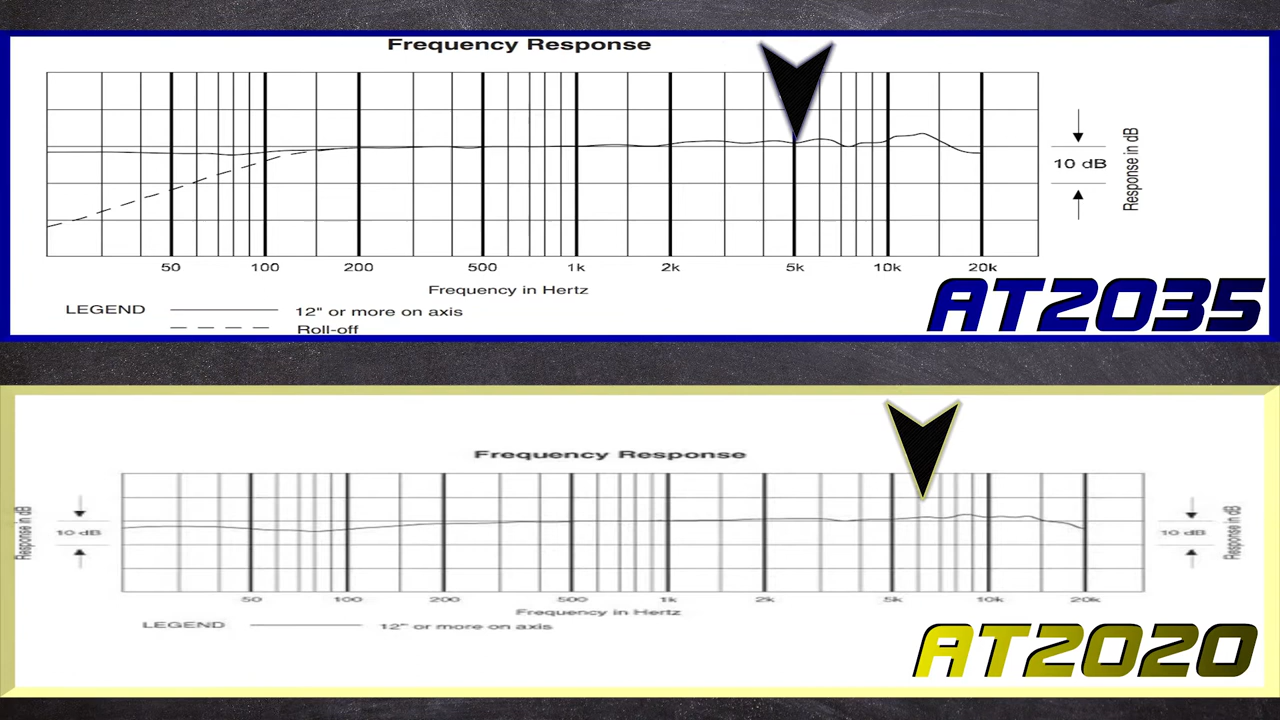 Frequency Response
10 dB
Response in dB
50 100 200 500 1k 2k 5k 10k 20k
Frequency in Hertz
LEGEND 12" or more on axis
Roll-off
AT2035
Frequency Response
Response in dB
10 dB
10 dB
Response in dB
50 100 200 500 1k 2k 5k 10k 20k
Frequency in Hertz
LEGEND 12" or more on axis
AT2020